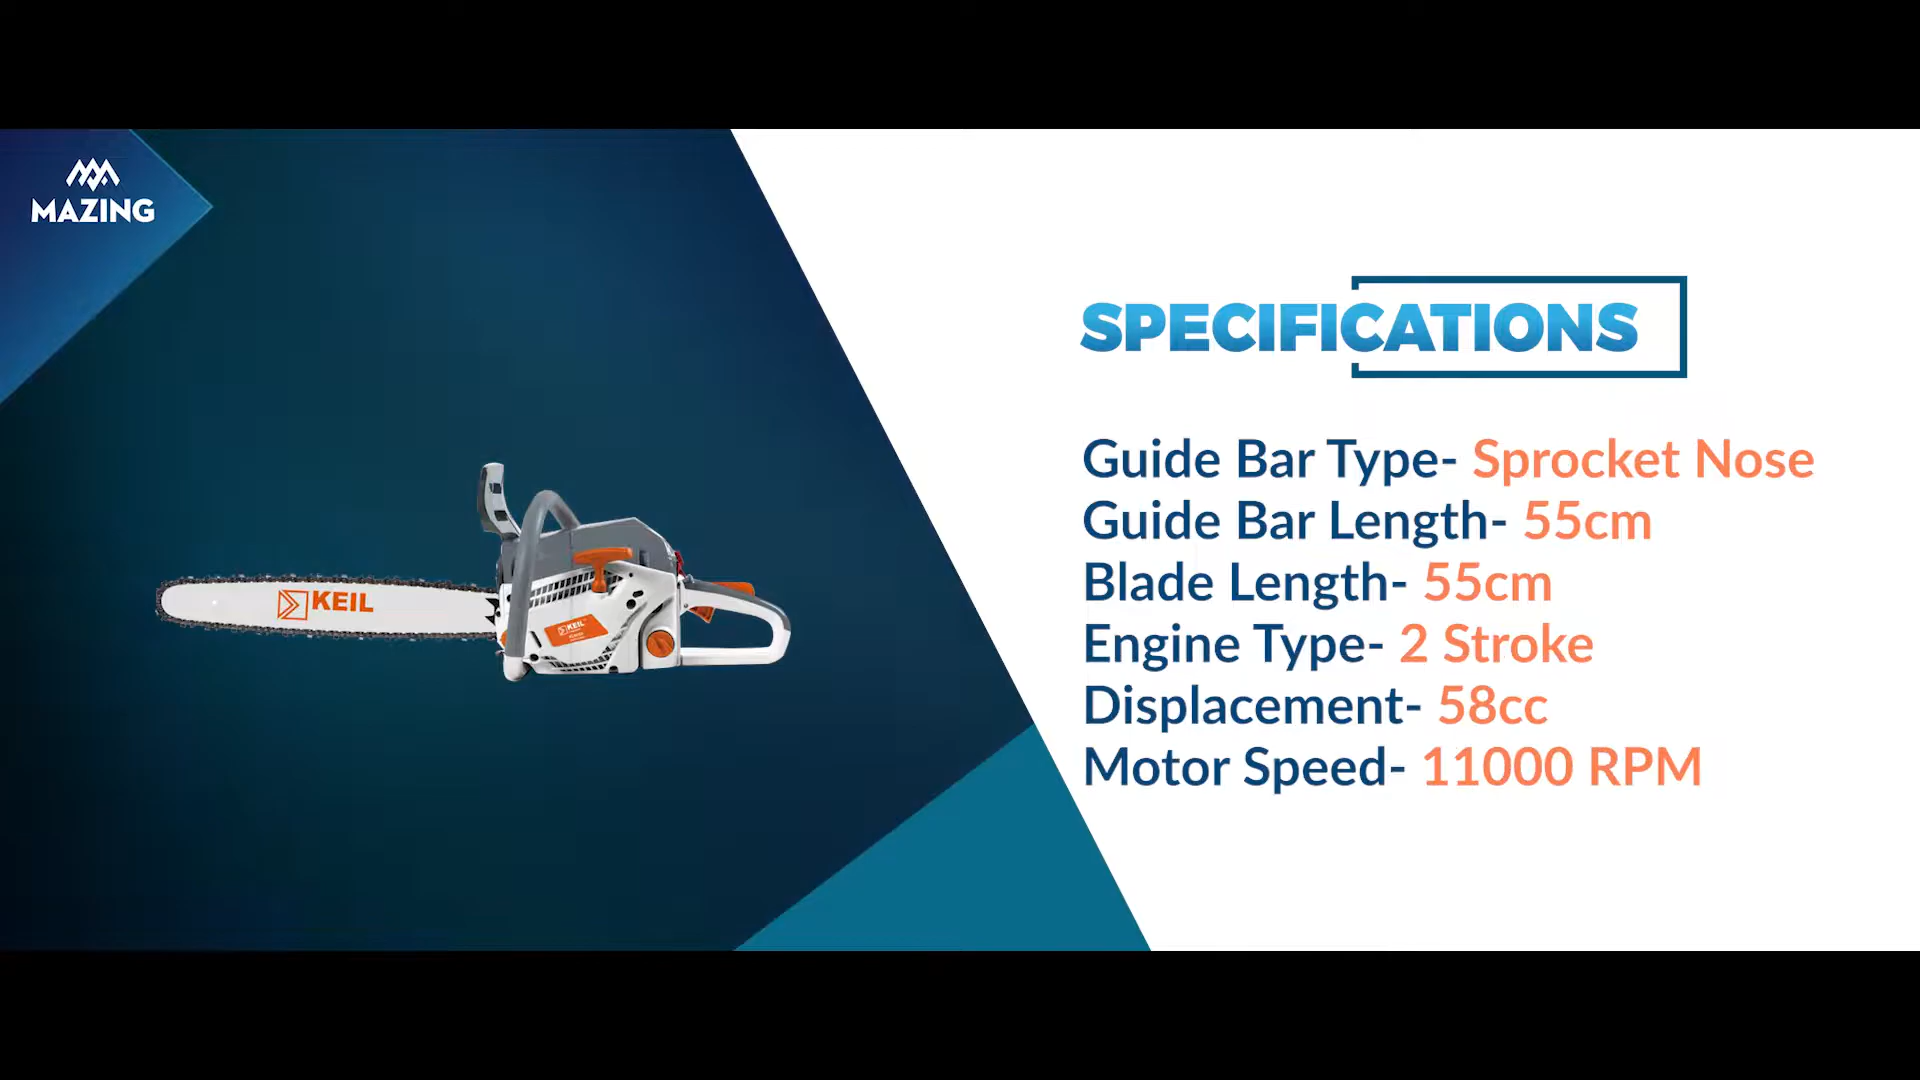 MAZING
SPECIFICATIONS
Guide Bar Type- Sprocket Nose
Guide Bar Length- 55cm
Blade Length- 55cm
Engine Type- 2 Stroke
Displacement- 58cc
Motor Speed- 11000 RPM
KEIL
KEIL